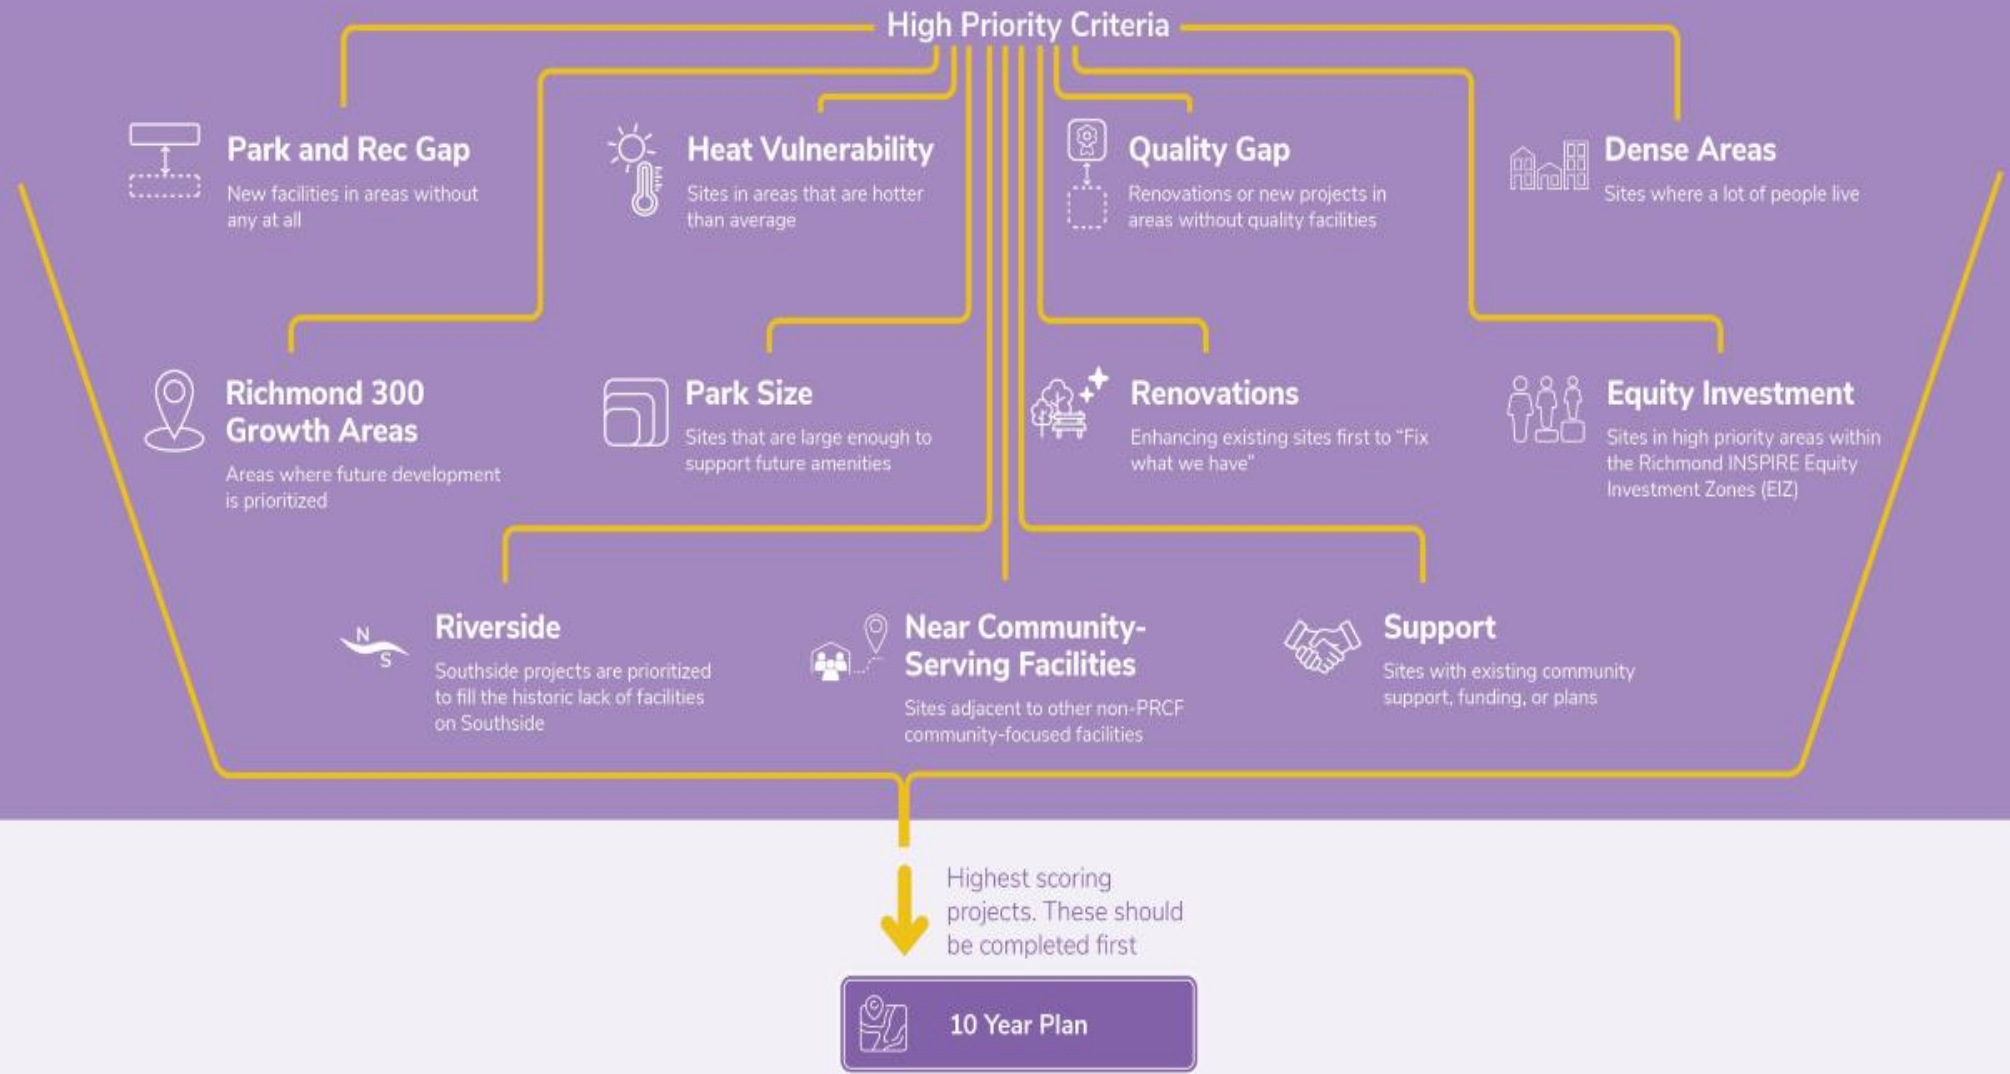 High Priority Criteria
Park and Rec Gap
New facilities in areas without
any at all
Heat Vulnerability
Sites in areas that are hotter
than average
Quality Gap
Renovations or new projects in
areas without quality facilities
Dense Areas
Sites where a lot of people live
Richmond 300
Growth Areas
Areas where future development
is prioritized
Park Size
Sites that are large enough to
support future amenities
Renovations
Enhancing existing sites first to "Fix
what we have"
Equity Investment
Sites in high priority areas within
the Richmond INSPIRE Equity
Investment Zones (EIZ)
N
S
Riverside
Southside projects are prioritized
to fill the historic lack of facilities
on Southside
Near Community-
Serving Facilities
Sites adjacent to other non-PRCF
community-focused facilities
Support
Sites with existing community
support, funding, or plans
Highest scoring
projects. These should
be completed first
10 Year Plan